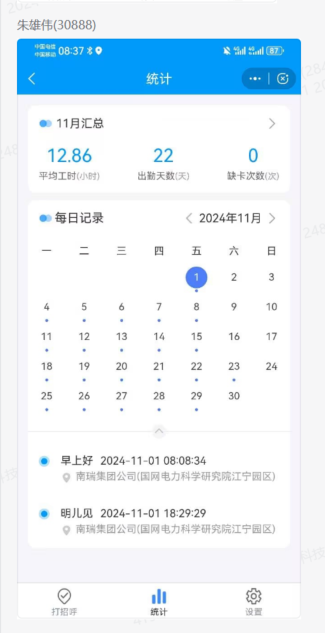 朱雄伟(30888)
中国电信
中国移动
08:37
87
统计
11月汇总
12.86 22 0
平均工时(小时) 出勤天数(天) 缺卡次数(次)
每日记录 2024年11月
一 二 三 四 五 六 日
1 2 3
4 5 6 7 8 9 10
11 12 13 14 15 16 17
18 19 20 21 22 23 24
25 26 27 28 29 30
早上好 2024-11-01 08:08:34
南瑞集团公司(国网电力科学研究院江宁园区)
明儿见 2024-11-01 18:29:29
南瑞集团公司(国网电力科学研究院江宁园区)
打招呼 统计 设置